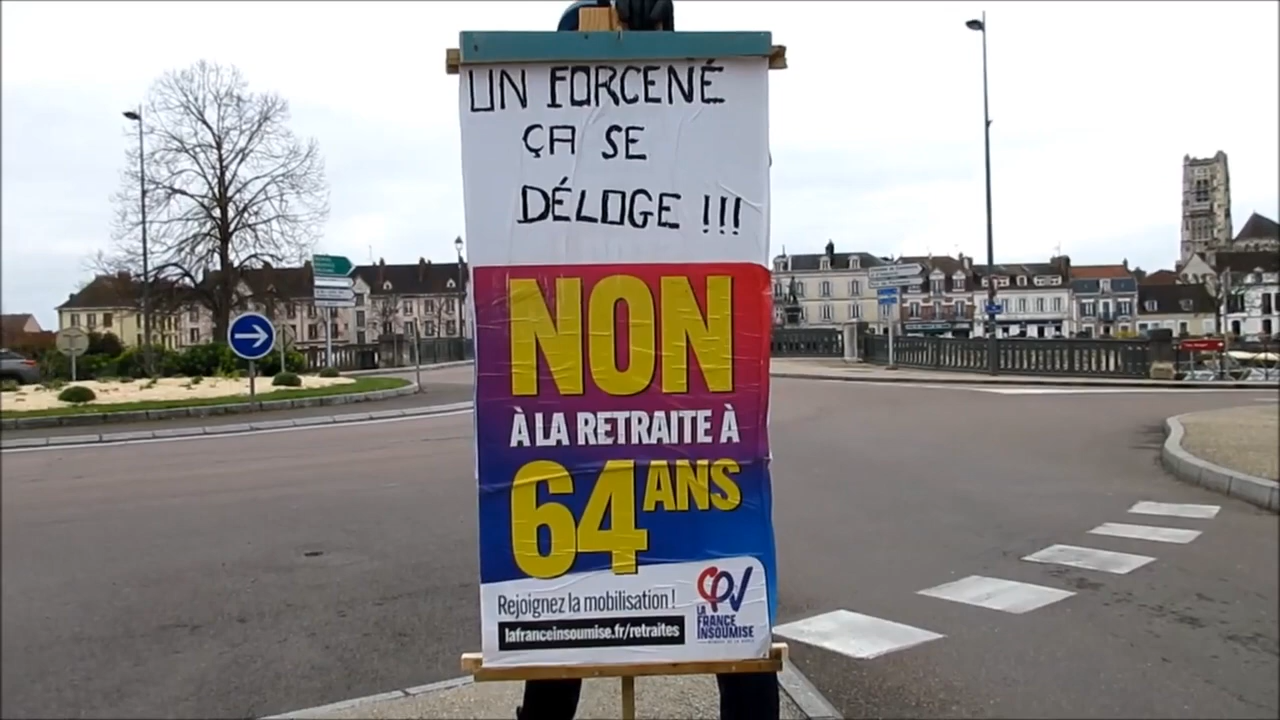 UN FORCENÉ
ÇA SE
DÉLOGE !!!
NON
À LA RETRAITE À
64 ANS
Rejoignez la mobilisation !
lafranceinsoumise.fr/retraites
LA
FRANCE
INSOUMISE